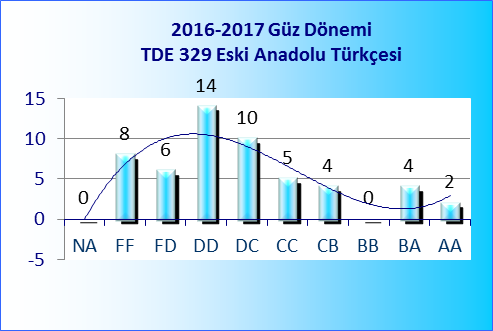 2016-2017 Güz Dönemi
TDE 329 Eski Anadolu Türkçesi
15
10
5
0
-5
0 8 6 14 10 5 4 0 4 2
NA FF FD DD DC CC CB BB BA AA